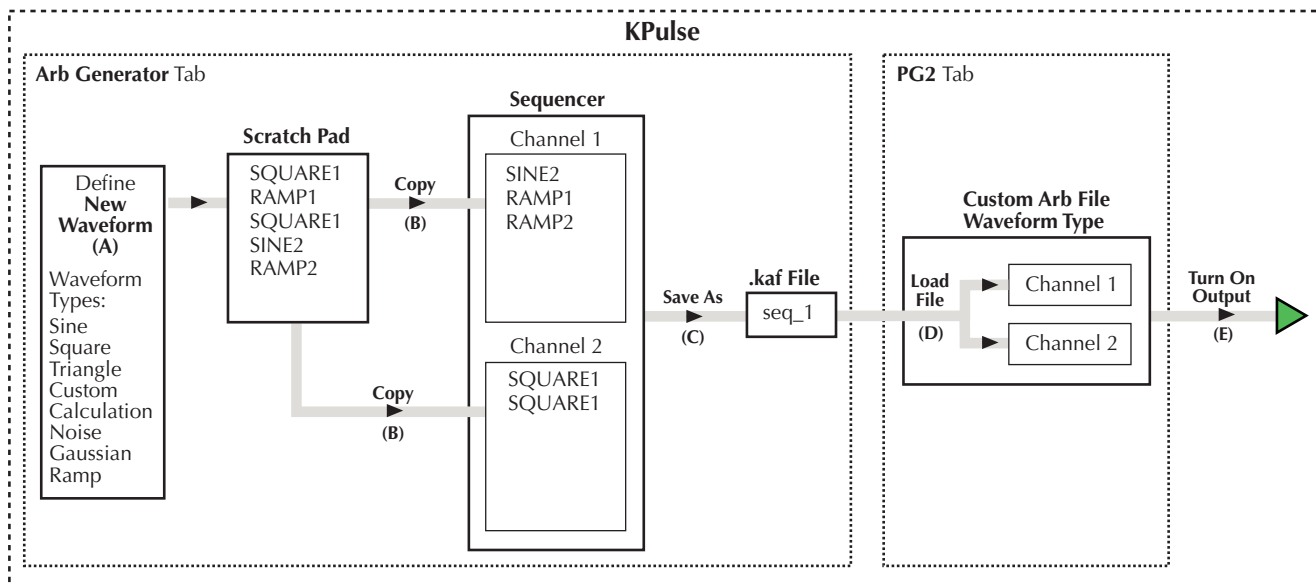 KPulse
Arb Generator Tab
Define
New
Waveform
(A)
Waveform
Types:
Sine
Square
Triangle
Custom
Calculation
Noise
Gaussian
Ramp
Scratch Pad
SQUARE1
RAMP1
SQUARE1
SINE2
RAMP2
Copy
(B)
Copy
(B)
Sequencer
Channel 1
SINE2
RAMP1
RAMP2
Channel 2
SQUARE1
SQUARE1
Save As
(C)
.kaf File
seq_1
PG2 Tab
Custom Arb File
Waveform Type
Load
File
(D)
Channel 1
Channel 2
Turn On
Output
(E)